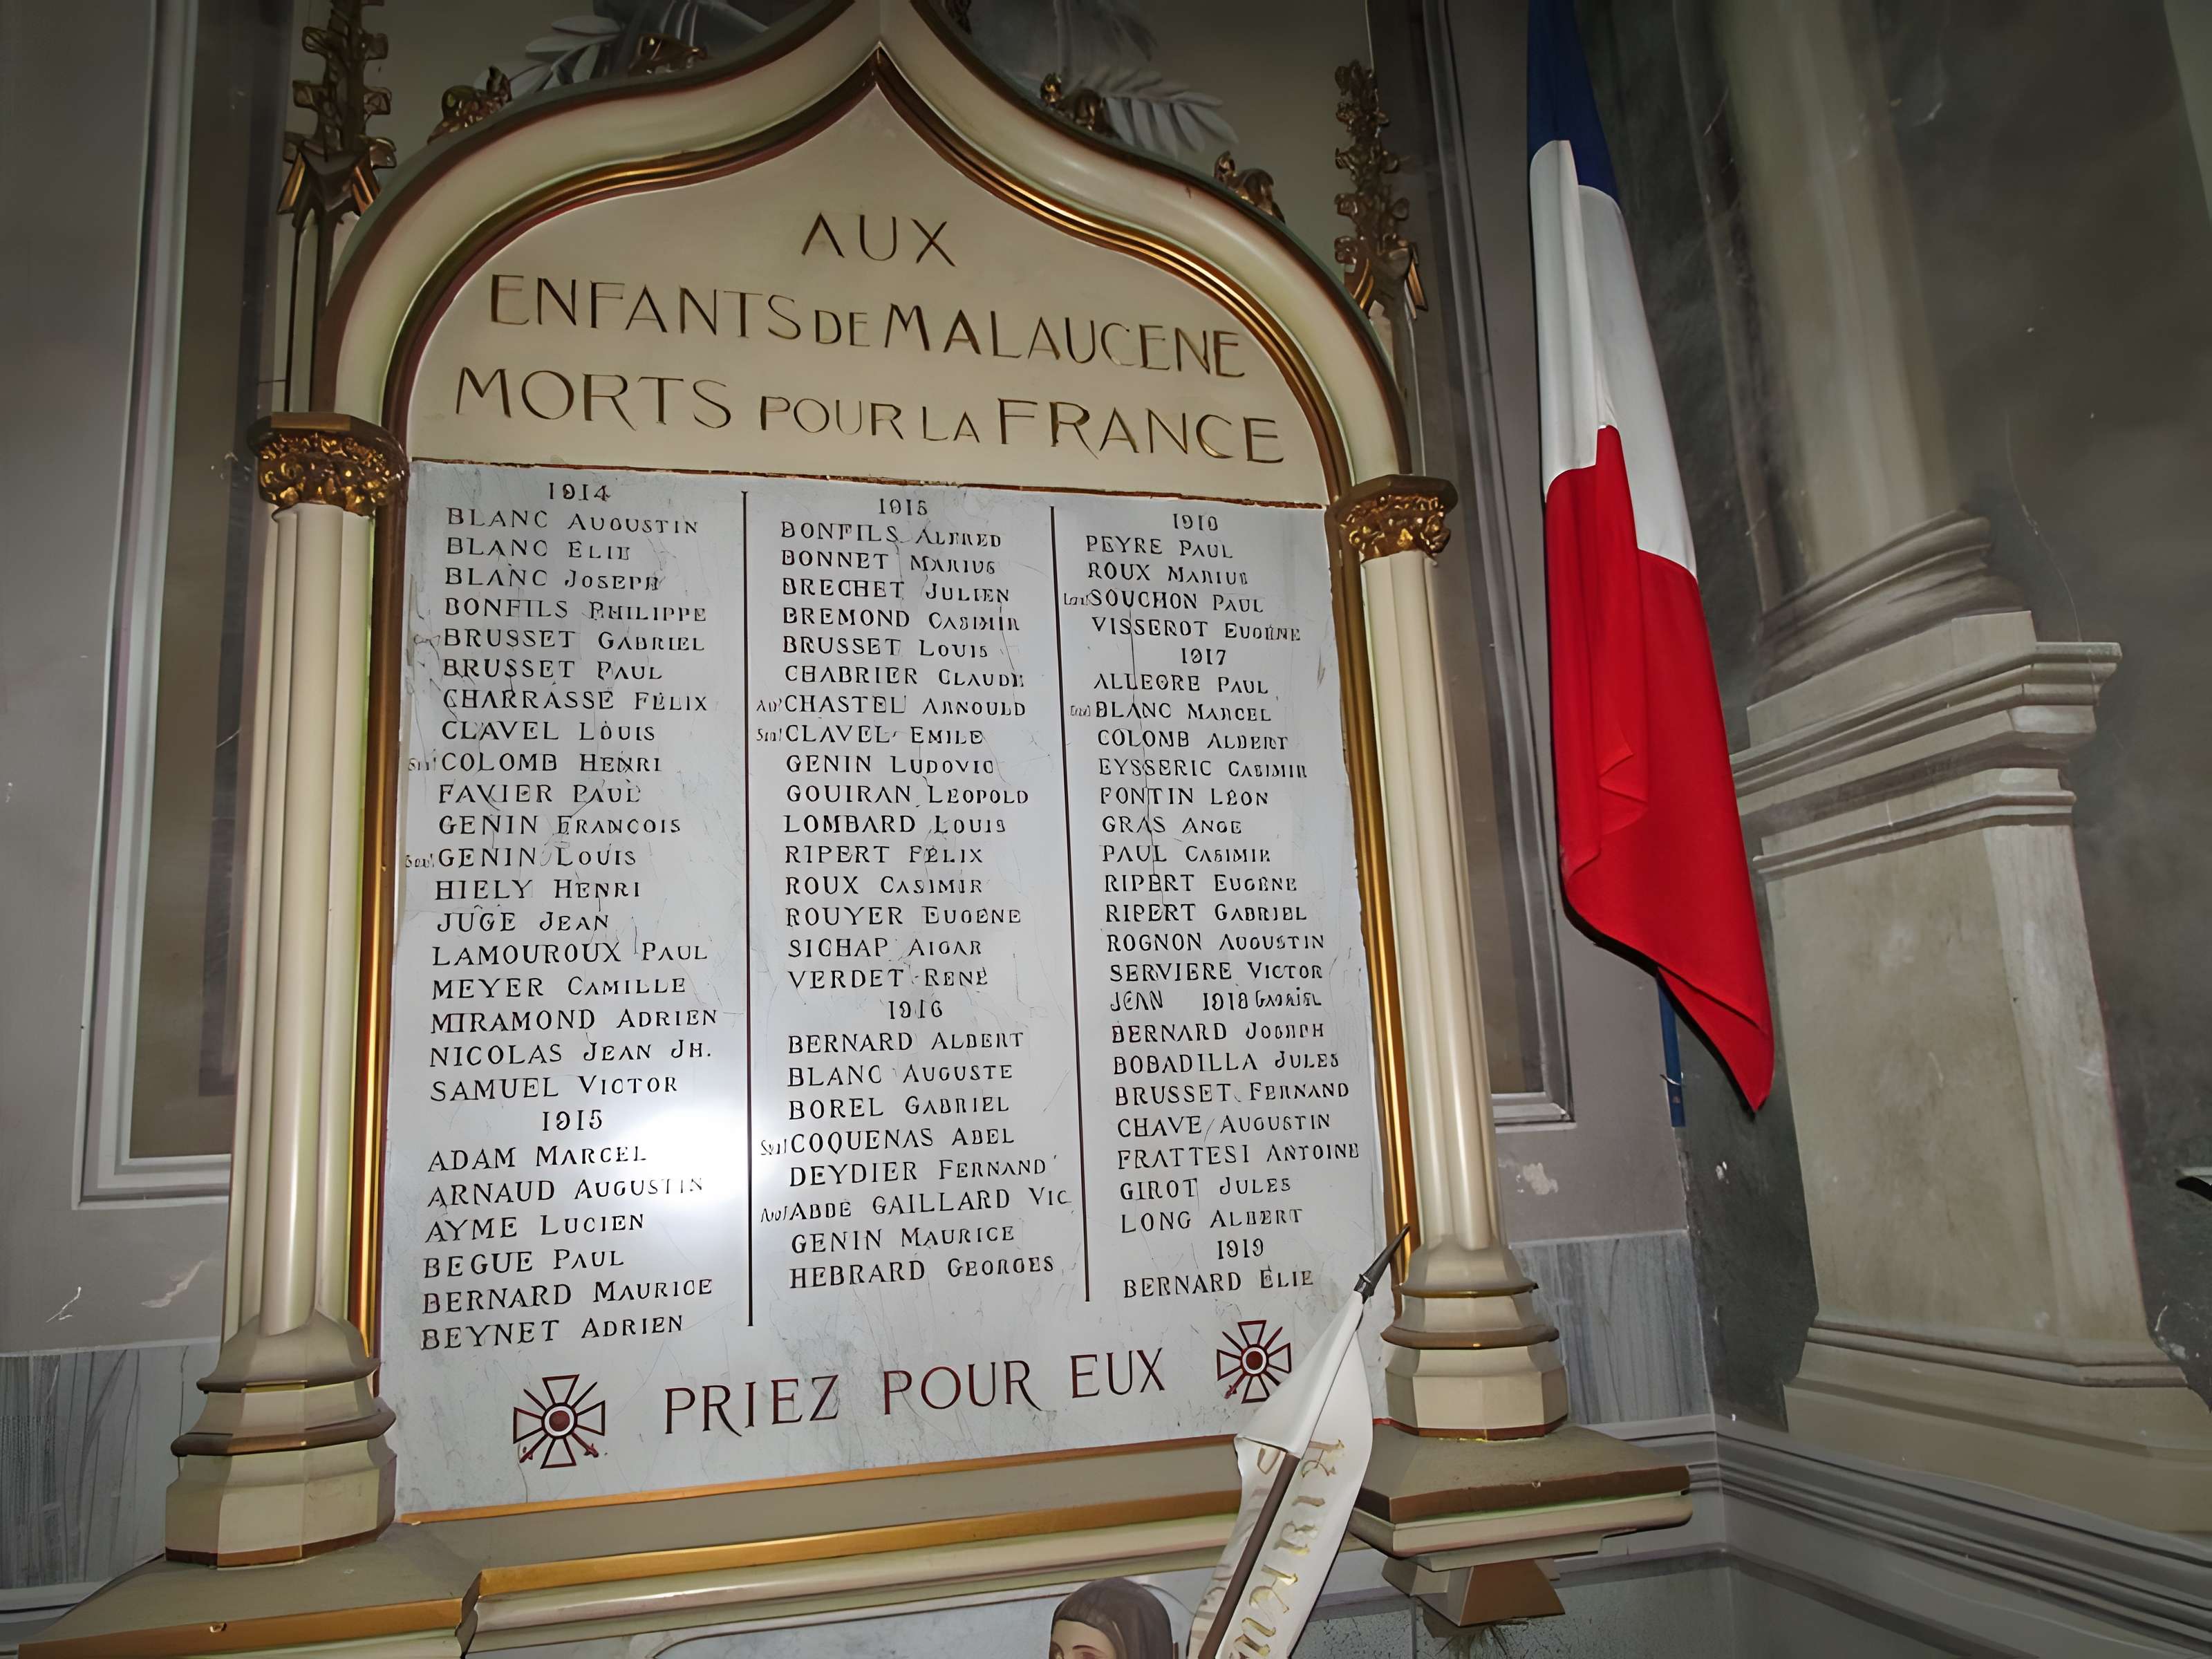 AUX
ENFANTS DE MALAUCENE
MORTS POUR LA FRANCE
1914
BLANC AUGUSTIN
BLANC ELIE
BLANC JOSEPH
BONFILS PHILIPPE
BRUSSET GABRIEL
BRUSSET PAUL
CHARRASSE FÉLIX
CLAVEL LOUIS
COLOMB HENRI
FAVIER PAUL
GENIN FRANCOIS
GENIN LOUIS
HIELY HENRI
JUGE JEAN
LAMOUROUX PAUL
MEYER CAMILLE
MIRAMOND ADRIEN
NICOLAS JEAN JH.
SAMUEL VICTOR
1915
ADAM MARCEL
ARNAUD AUGUSTIN
AYME LUCIEN
BEGUE PAUL
BERNARD MAURICE
BEYNET ADRIEN
1915
BONFILS ALFRED
BONNET MARIUS
BRECHET JULIEN
BREMOND CASIMIR
BRUSSET LOUIS
CHABRIER CLAUDE
CHASTEL ARNOULD
CLAVEL EMILE
GENIN LUDOVIC
GOUIRAN LEOPOLD
LOMBARD LOUIS
RIPERT FÉLIX
ROUX CASIMIR
ROUYER EUGENE
SICHAP
VERDET RENÉ
1916
BERNARD ALBERT
BLANC AUGUSTE
BOREL GABRIEL
COQUENAS ABEL
DEYDIER FERNAND
ABBE GAILLARD VIC
GENIN MAURICE
HEBRARD GEORGES
1916
PEYRE PAUL
ROUX MARIUS
SOUCHON PAUL
VISSEROT EUGÉNE
1917
ALLEGRE PAUL
BLANC MARCEL
COLOMB ALBERT
EYSSERIC CASIMIR
FONTIN LÉON
GRAS ANGE
PAUL CASIMIR
RIPERT EUGÉNE
RIPERT GABRIEL
ROGNON AUGUSTIN
SERVIERE VICTOR
JEAN 1918 GABRIEL
BERNARD JOSEPH
BOBADILLA JULES
BRUSSET FERNAND
CHAVE AUGUSTIN
FRATTESI ANTOINE
GIROT JULES
LONG ALBERT
1919
BERNARD ÉLIE
PRIEZ POUR EUX